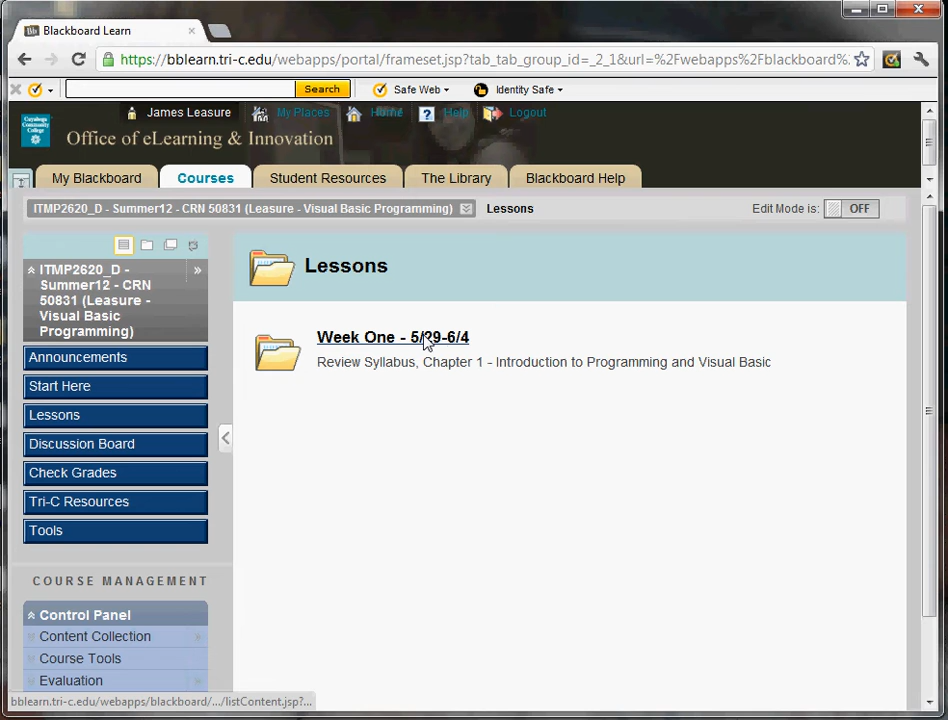 Blackboard Learn
https://bblearn.tri-c.edu/webapps/portal/frameset.jsp?tab_tab_group_id=_2_1&url=%2Fwebapps%2Fblackboard%2
Search
Safe Web
Identity Safe
Cuyahoga Community College
James Leasure
My Places
Home
Help
Logout
Office of eLearning & Innovation
My Blackboard
Courses
Student Resources
The Library
Blackboard Help
ITMP2620_D - Summer12 - CRN 50831 (Leasure - Visual Basic Programming)
Lessons
Edit Mode is:
OFF
ITMP2620_D -
Summer12 - CRN
50831 (Leasure -
Visual Basic
Programming)
Announcements
Start Here
Lessons
Discussion Board
Check Grades
Tri-C Resources
Tools
COURSE MANAGEMENT
Control Panel
Content Collection
Course Tools
Evaluation
Lessons
Week One - 5/29-6/4
Review Syllabus, Chapter 1 - Introduction to Programming and Visual Basic
bblearn.tri-c.edu/webapps/blackboard/.../listContent.jsp?...